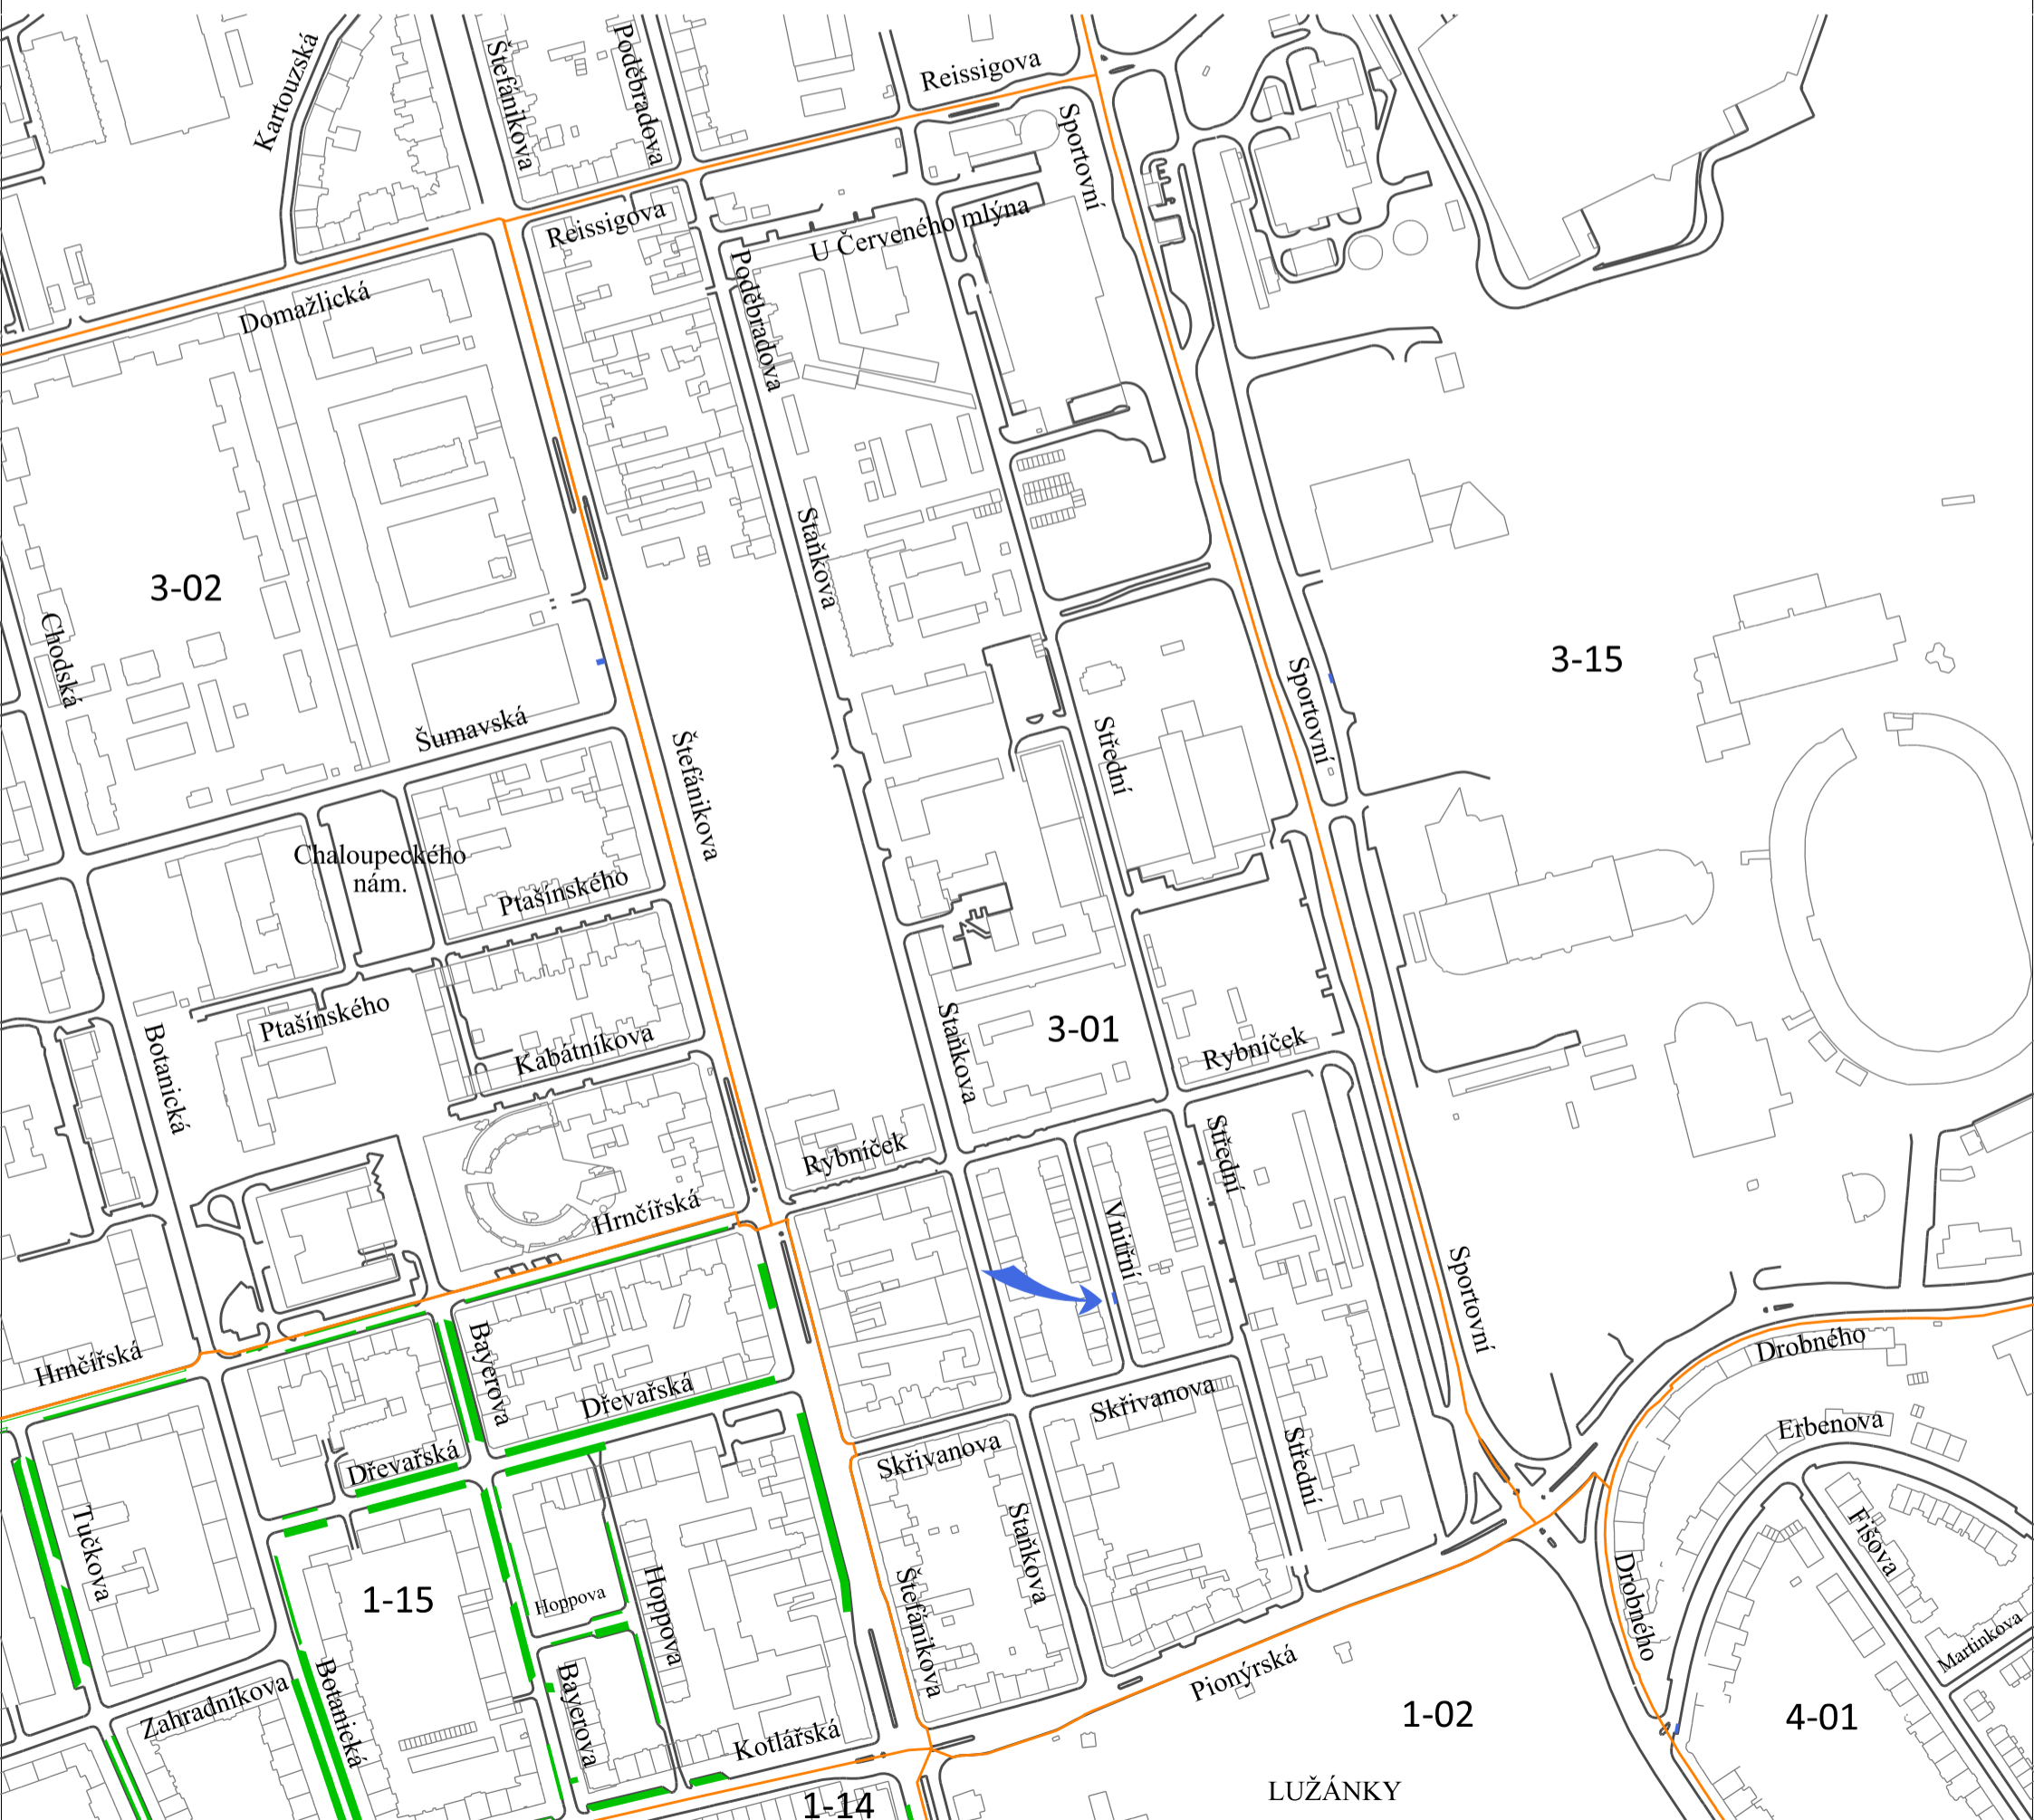 Kartouzská
Štefánikova
Poděbradova
Reissigova
Sportovní
Reissigova
U Červeného mlýna
Domažlická
Poděbradova
Staňkova
3-02
Chodská
3-15
Šumavská
Štefánikova
Střední
Sportovní
Chaloupeckého
nám.
Ptašínského
Ptašínského
Botanická
Kabátníkova
Staňkova
3-01
Rybníček
Rybníček
Hrnčířská
Vnitřní
Střední
Sportovní
Hrnčířská
Bayerova
Dřevařská
Skřivanova
Drobného
Erbenova
Dřevařská
Skřivanova
Střední
Tučkova
Staňkova
Fišova
1-15
Hoppova
Hoppova
Štefánikova
Drobného
Martinkova
Zahradníkova
Botanická
Bayerova
Pionýrská
Kotlářská
1-02
4-01
LUŽÁNKY
1-14